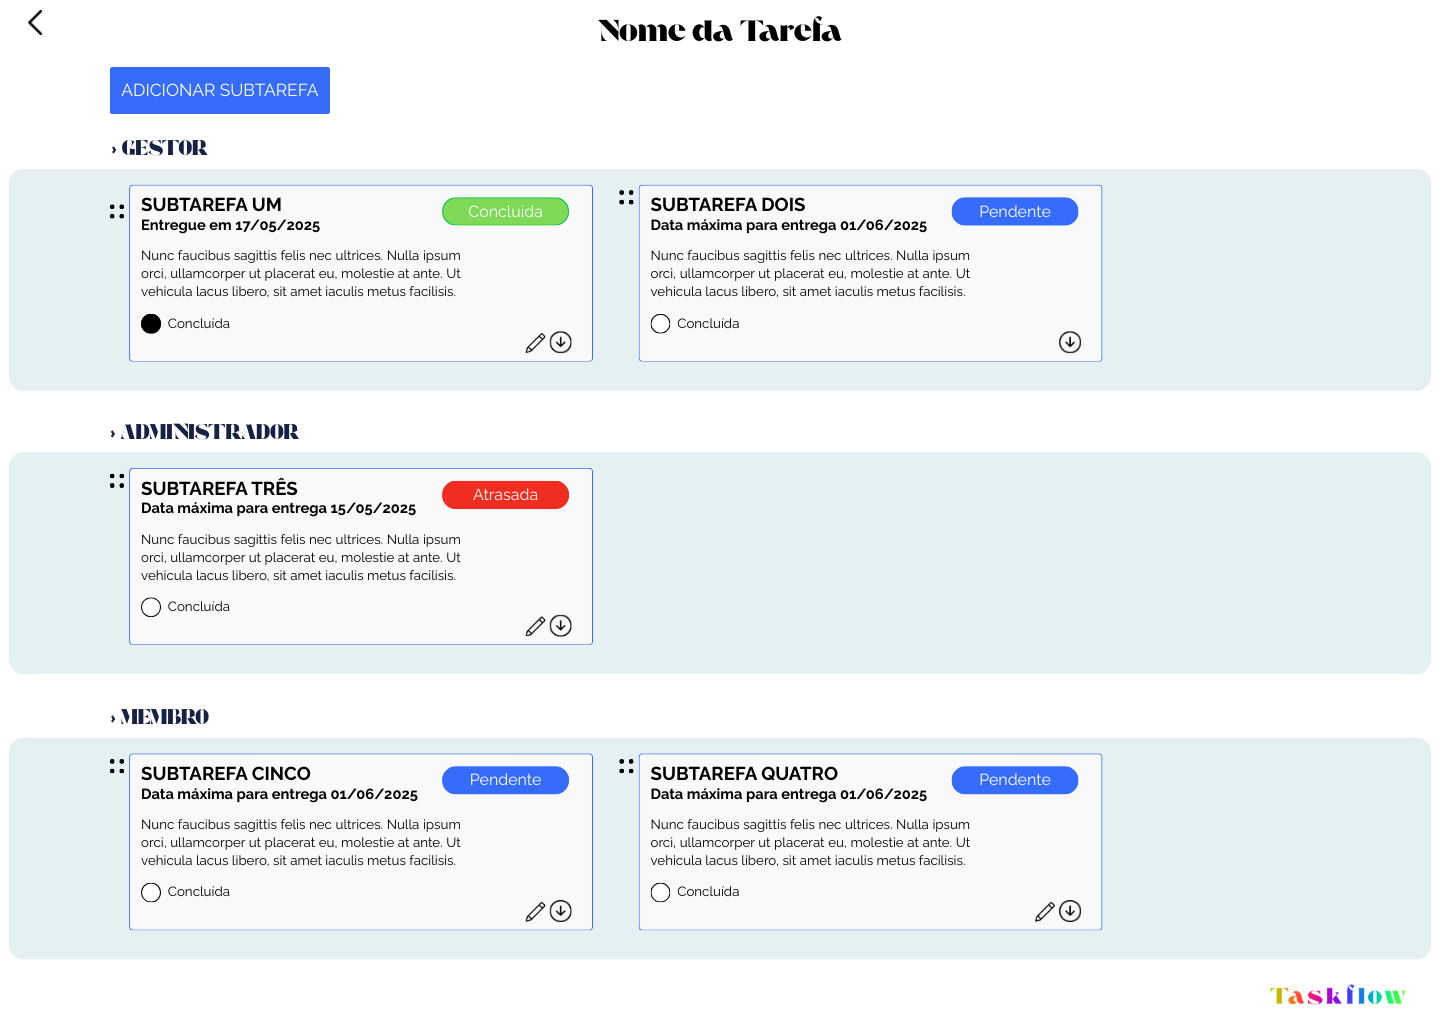 Nome da Tarefa
ADICIONAR SUBTAREFA
› GESTOR
SUBTAREFA UM
Concluida
Entregue em 17/05/2025
Nunc faucibus sagittis felis nec ultrices. Nulla ipsum
orci, ullamcorper ut placerat eu, molestie at ante. Ut
vehicula lacus libero, sit amet iaculis metus facilisis.
Concluída
SUBTAREFA DOIS
Pendente
Data máxima para entrega 01/06/2025
Nunc faucibus sagittis felis nec ultrices. Nulla ipsum
orci, ullamcorper ut placerat eu, molestie at ante. Ut
vehicula lacus libero, sit amet iaculis metus facilisis.
Concluída
› ADMINISTRADOR
SUBTAREFA TRÊS
Atrasada
Data máxima para entrega 15/05/2025
Nunc faucibus sagittis felis nec ultrices. Nulla ipsum
orci, ullamcorper ut placerat eu, molestie at ante. Ut
vehicula lacus libero, sit amet iaculis metus facilisis.
Concluída
› MEMBRO
SUBTAREFA CINCO
Pendente
Data máxima para entrega 01/06/2025
Nunc faucibus sagittis felis nec ultrices. Nulla ipsum
orci, ullamcorper ut placerat eu, molestie at ante. Ut
vehicula lacus libero, sit amet iaculis metus facilisis.
Concluída
SUBTAREFA QUATRO
Pendente
Data máxima para entrega 01/06/2025
Nunc faucibus sagittis felis nec ultrices. Nulla ipsum
orci, ullamcorper ut placerat eu, molestie at ante. Ut
vehicula lacus libero, sit amet iaculis metus facilisis.
Concluída
Taskflow